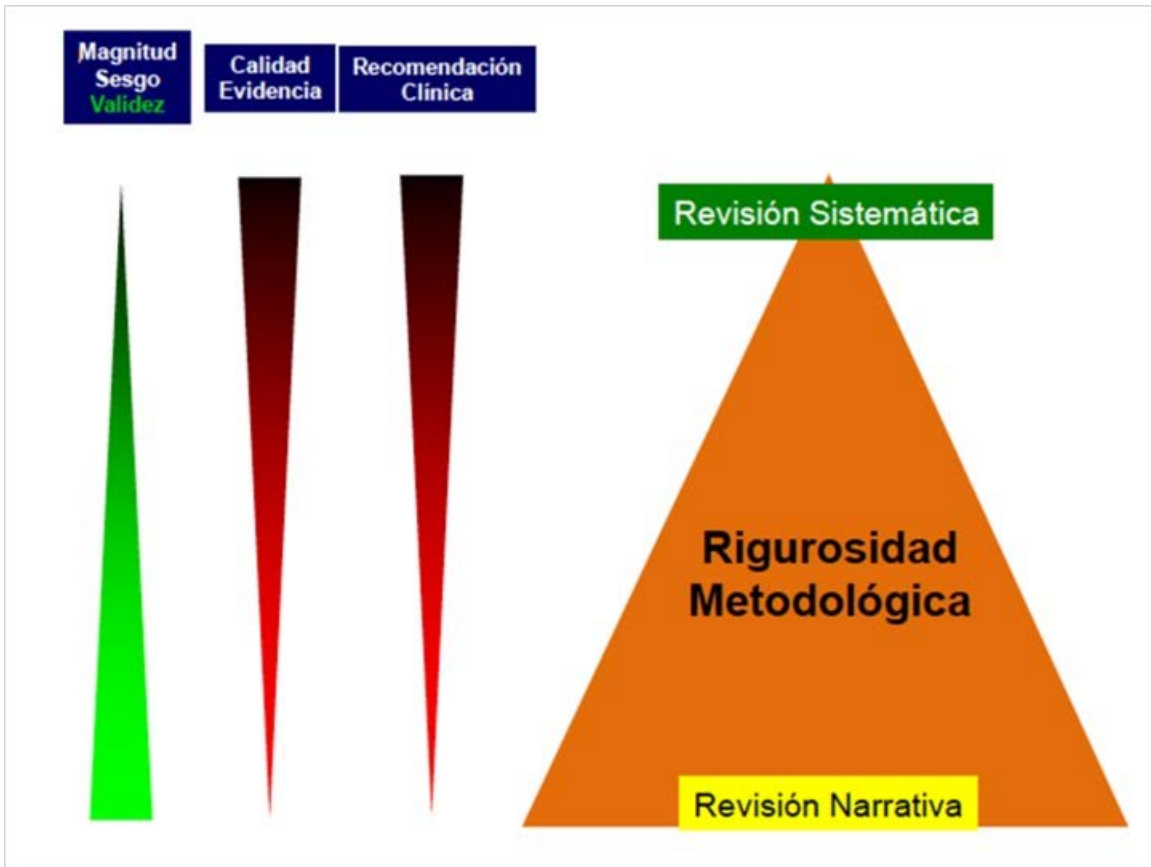 Magnitud
Sesgo
Validez
Calidad
Evidencia
Recomendación
Clínica
Revisión Sistemática
Rigurosidad
Metodológica
Revisión Narrativa